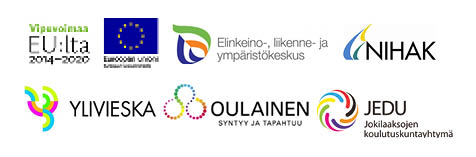 Vipuvoimaa
EU:lta
2014–2020
Euroopan unioni
Elinkeino-, liikenne- ja
ympäristökeskus
NIHAK
YLIVIESKA
OULAINEN
SYNTYY JA TAPAHTUU
JEDU
Jokilaaksojen
koulutuskuntayhtymä